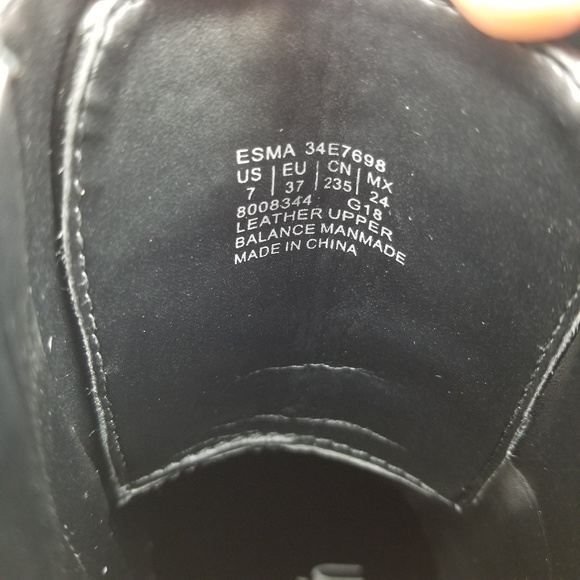 ESMA 34E7698
US | EU | CN | MX
7 | 37 | 235 | 24
8008344 G18
LEATHER UPPER
BALANCE MANMADE
MADE IN CHINA